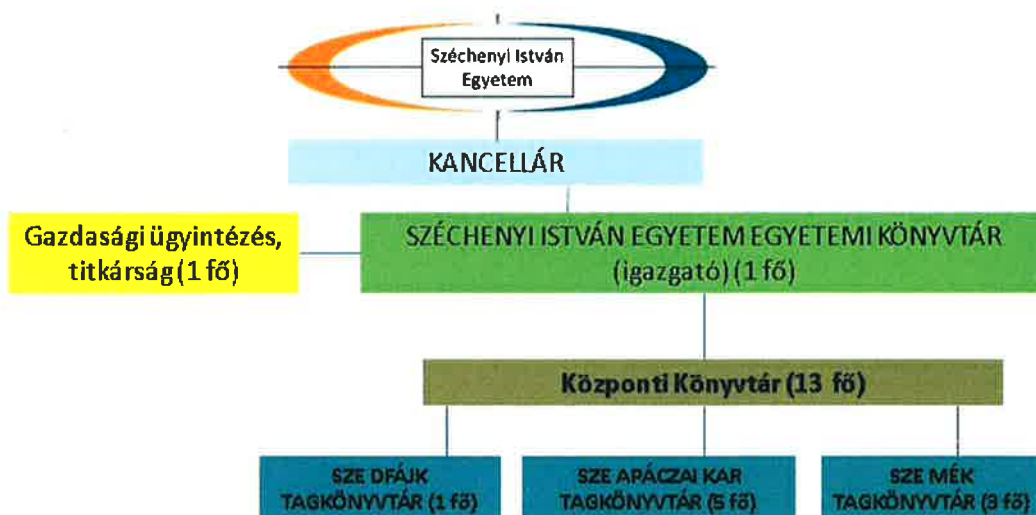 Széchenyi István
Egyetem
KANCELLÁR
Gazdasági ügyintézés,
titkárság (1 fő)
SZÉCHENYI ISTVÁN EGYETEM EGYETEMI KÖNYVTÁR
(igazgató) (1 fő)
Központi Könyvtár (13 fő)
SZE DFÁJK
TAGKÖNYVTÁR (1 fő)
SZE APÁCZAI KAR
TAGKÖNYVTÁR (5 fő)
SZE MÉK
TAGKÖNYVTÁR (3 fő)